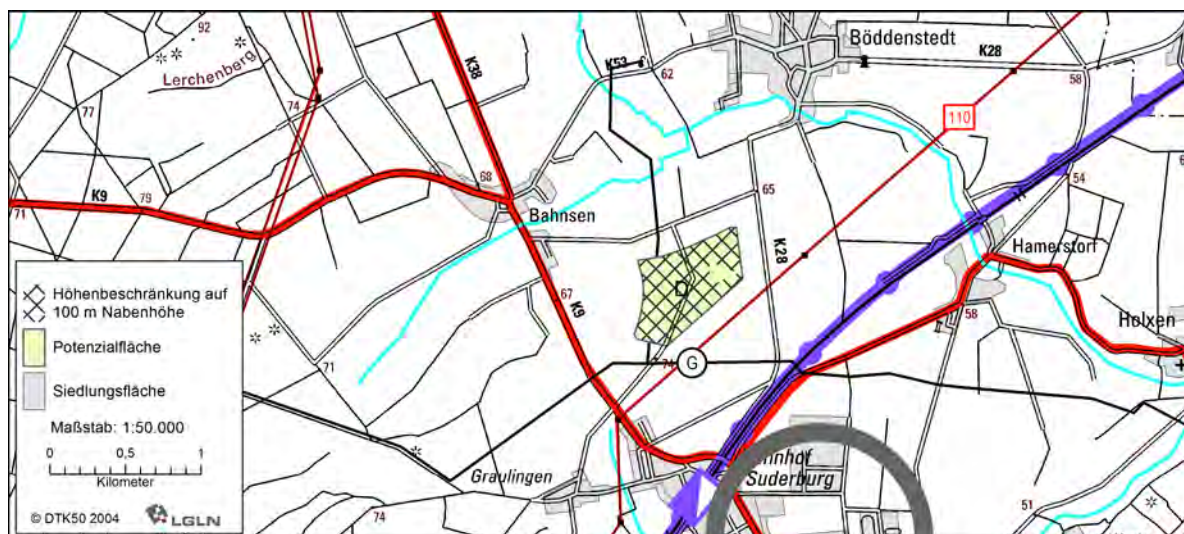 92
Lerchenberg
77
74
K38
K53
62
Böddenstedt
K28
58
110
K9
71
79
68
Bahnsen
65
54
Hamerstorf
K28
67
K9
D
58
Holxen
Höhenbeschränkung auf
100 m Nabenhöhe
Potenzialfläche
Siedlungsfläche
Maßstab: 1:50.000
0 0,5 1
Kilometer
© DTK50 2004 LGLN
71
74
G
Graulingen
Suderburg
74
51